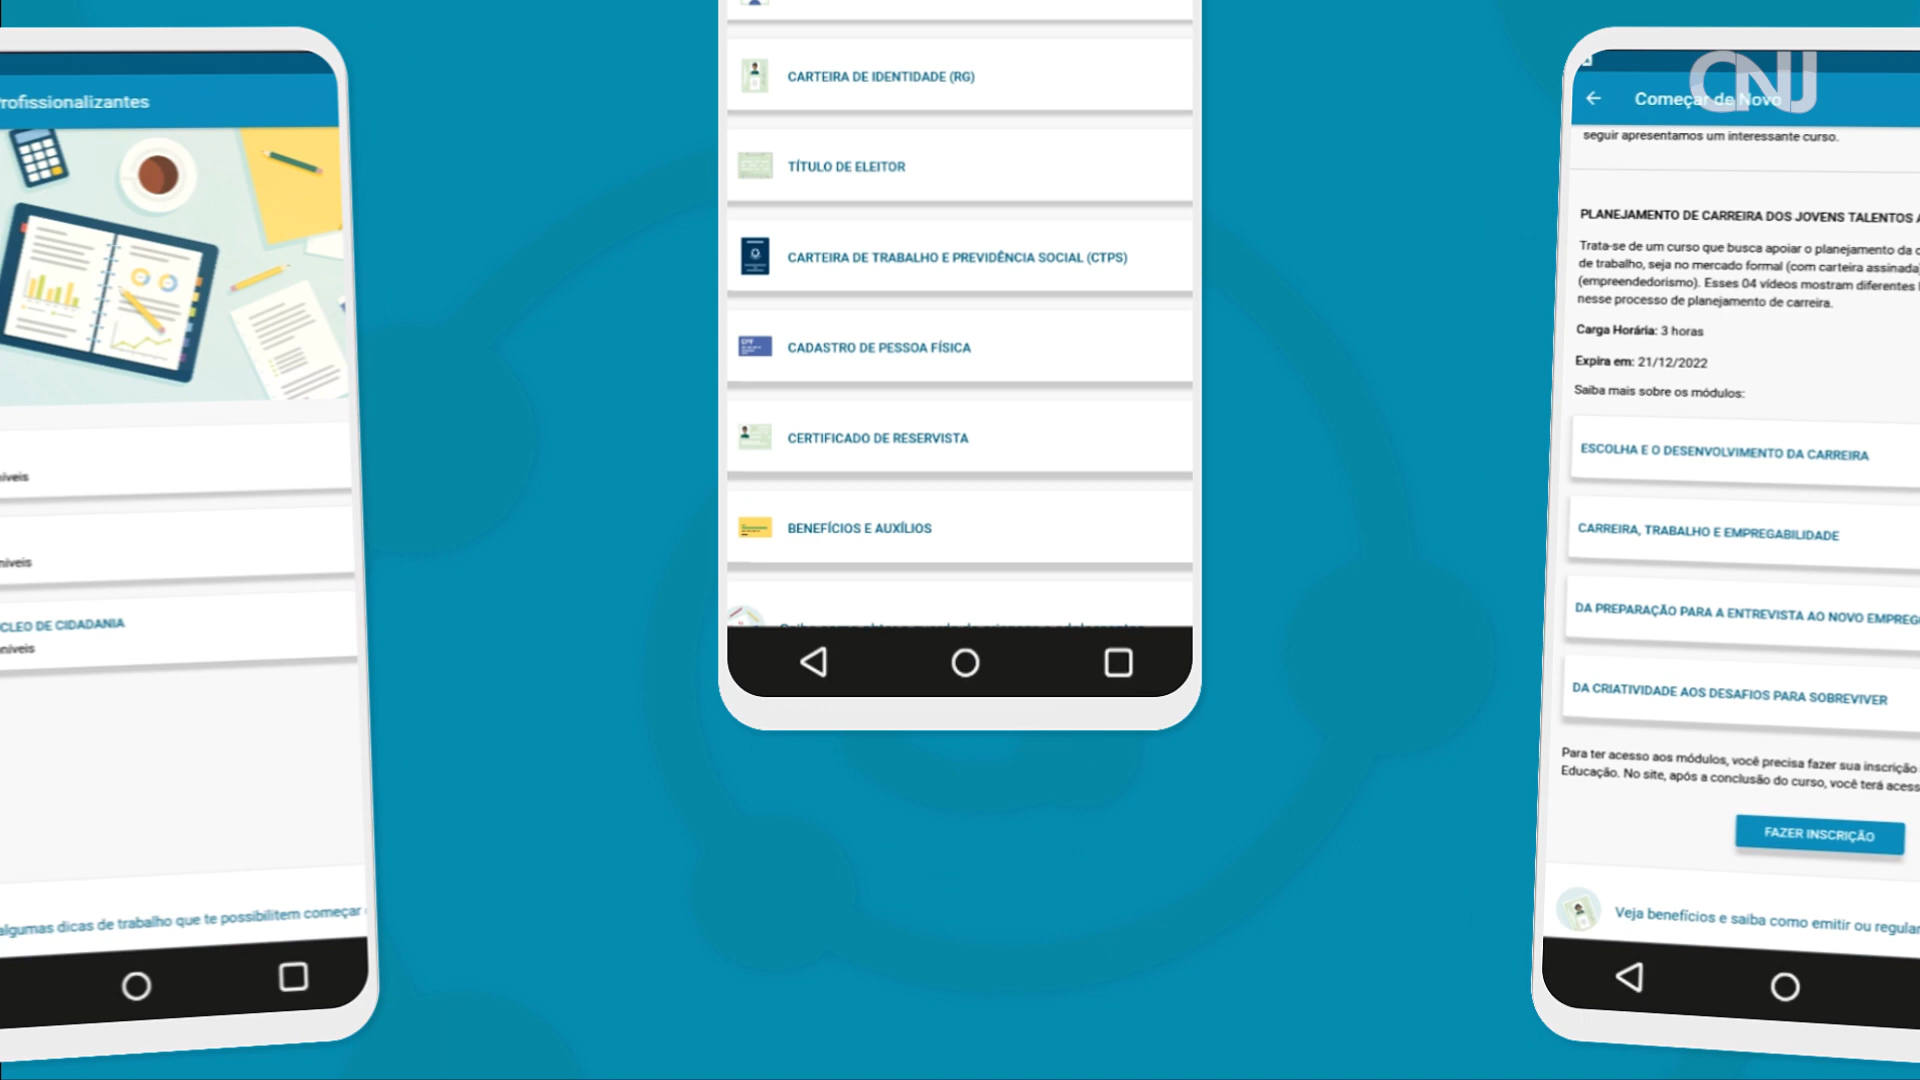 rofissionalizantes
níveis
níveis
CLEO DE CIDADANIA
níveis
algumas dicas de trabalho que te possibilitem começar
CARTEIRA DE IDENTIDADE (RG)
TÍTULO DE ELEITOR
CARTEIRA DE TRABALHO E PREVIDÊNCIA SOCIAL (CTPS)
CPF
CADASTRO DE PESSOA FÍSICA
CERTIFICADO DE RESERVISTA
BENEFÍCIOS E AUXÍLIOS
CNJ
Começar de Novo
seguir apresentamos um interessante curso.
PLANEJAMENTO DE CARREIRA DOS JOVENS TALENTOS A
Trata-se de um curso que busca apoiar o planejamento da c
de trabalho, seja no mercado formal (com carteira assinada)
(empreendedorismo). Esses 04 vídeos mostram diferentes
nesse processo de planejamento de carreira.
Carga Horária: 3 horas
Expira em: 21/12/2022
Saiba mais sobre os módulos:
ESCOLHA E O DESENVOLVIMENTO DA CARREIRA
CARREIRA, TRABALHO E EMPREGABILIDADE
DA PREPARAÇÃO PARA A ENTREVISTA AO NOVO EMPREG
DA CRIATIVIDADE AOS DESAFIOS PARA SOBREVIVER
Para ter acesso aos módulos, você precisa fazer sua inscrição
Educação. No site, após a conclusão do curso, você terá acess
FAZER INSCRIÇÃO
Veja benefícios e saiba como emitir ou regular